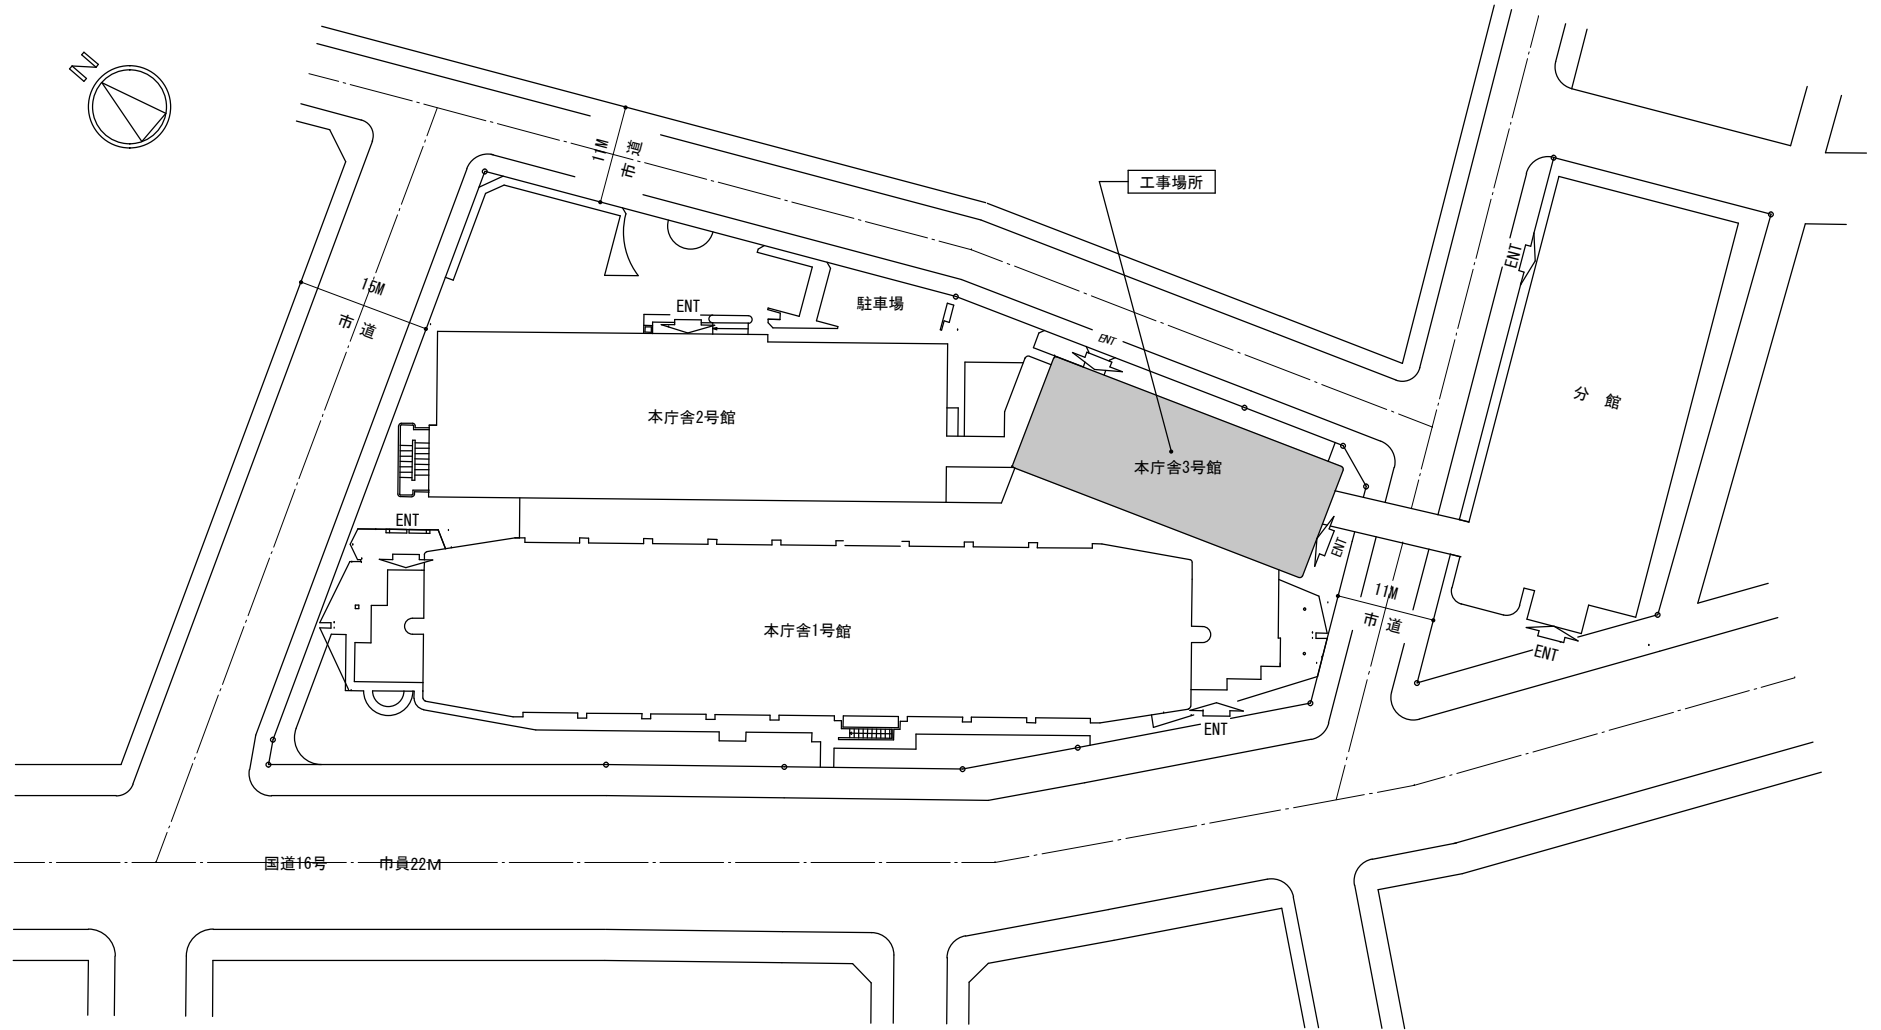 N
11M
市道
工事場所
15M
市道
ENT
駐車場
ENT
ENT
本庁舎2号館
分 館
本庁舎3号館
ENT
ENT
11M
市道
本庁舎1号館
ENT
ENT
国道16号 巾員22M